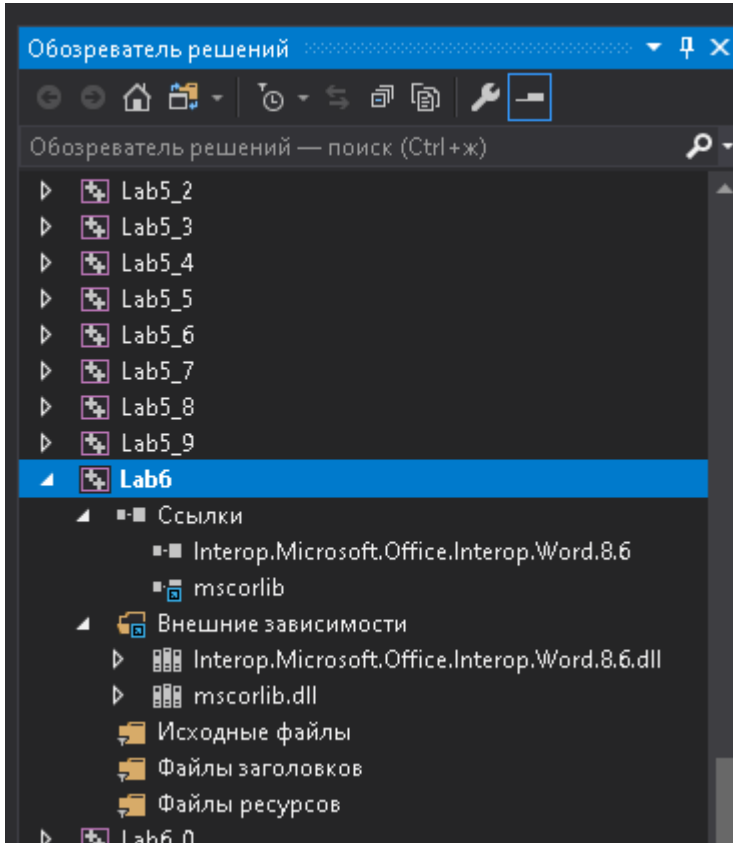 Обозреватель решений
Обозреватель решений — поиск (Ctrl+ж)
Lab5_2
Lab5_3
Lab5_4
Lab5_5
Lab5_6
Lab5_7
Lab5_8
Lab5_9
Lab6
Ссылки
Interop.Microsoft.Office.Interop.Word.8.6
mscorlib
Внешние зависимости
Interop.Microsoft.Office.Interop.Word.8.6.dll
mscorlib.dll
Исходные файлы
Файлы заголовков
Файлы ресурсов
Lab6_0